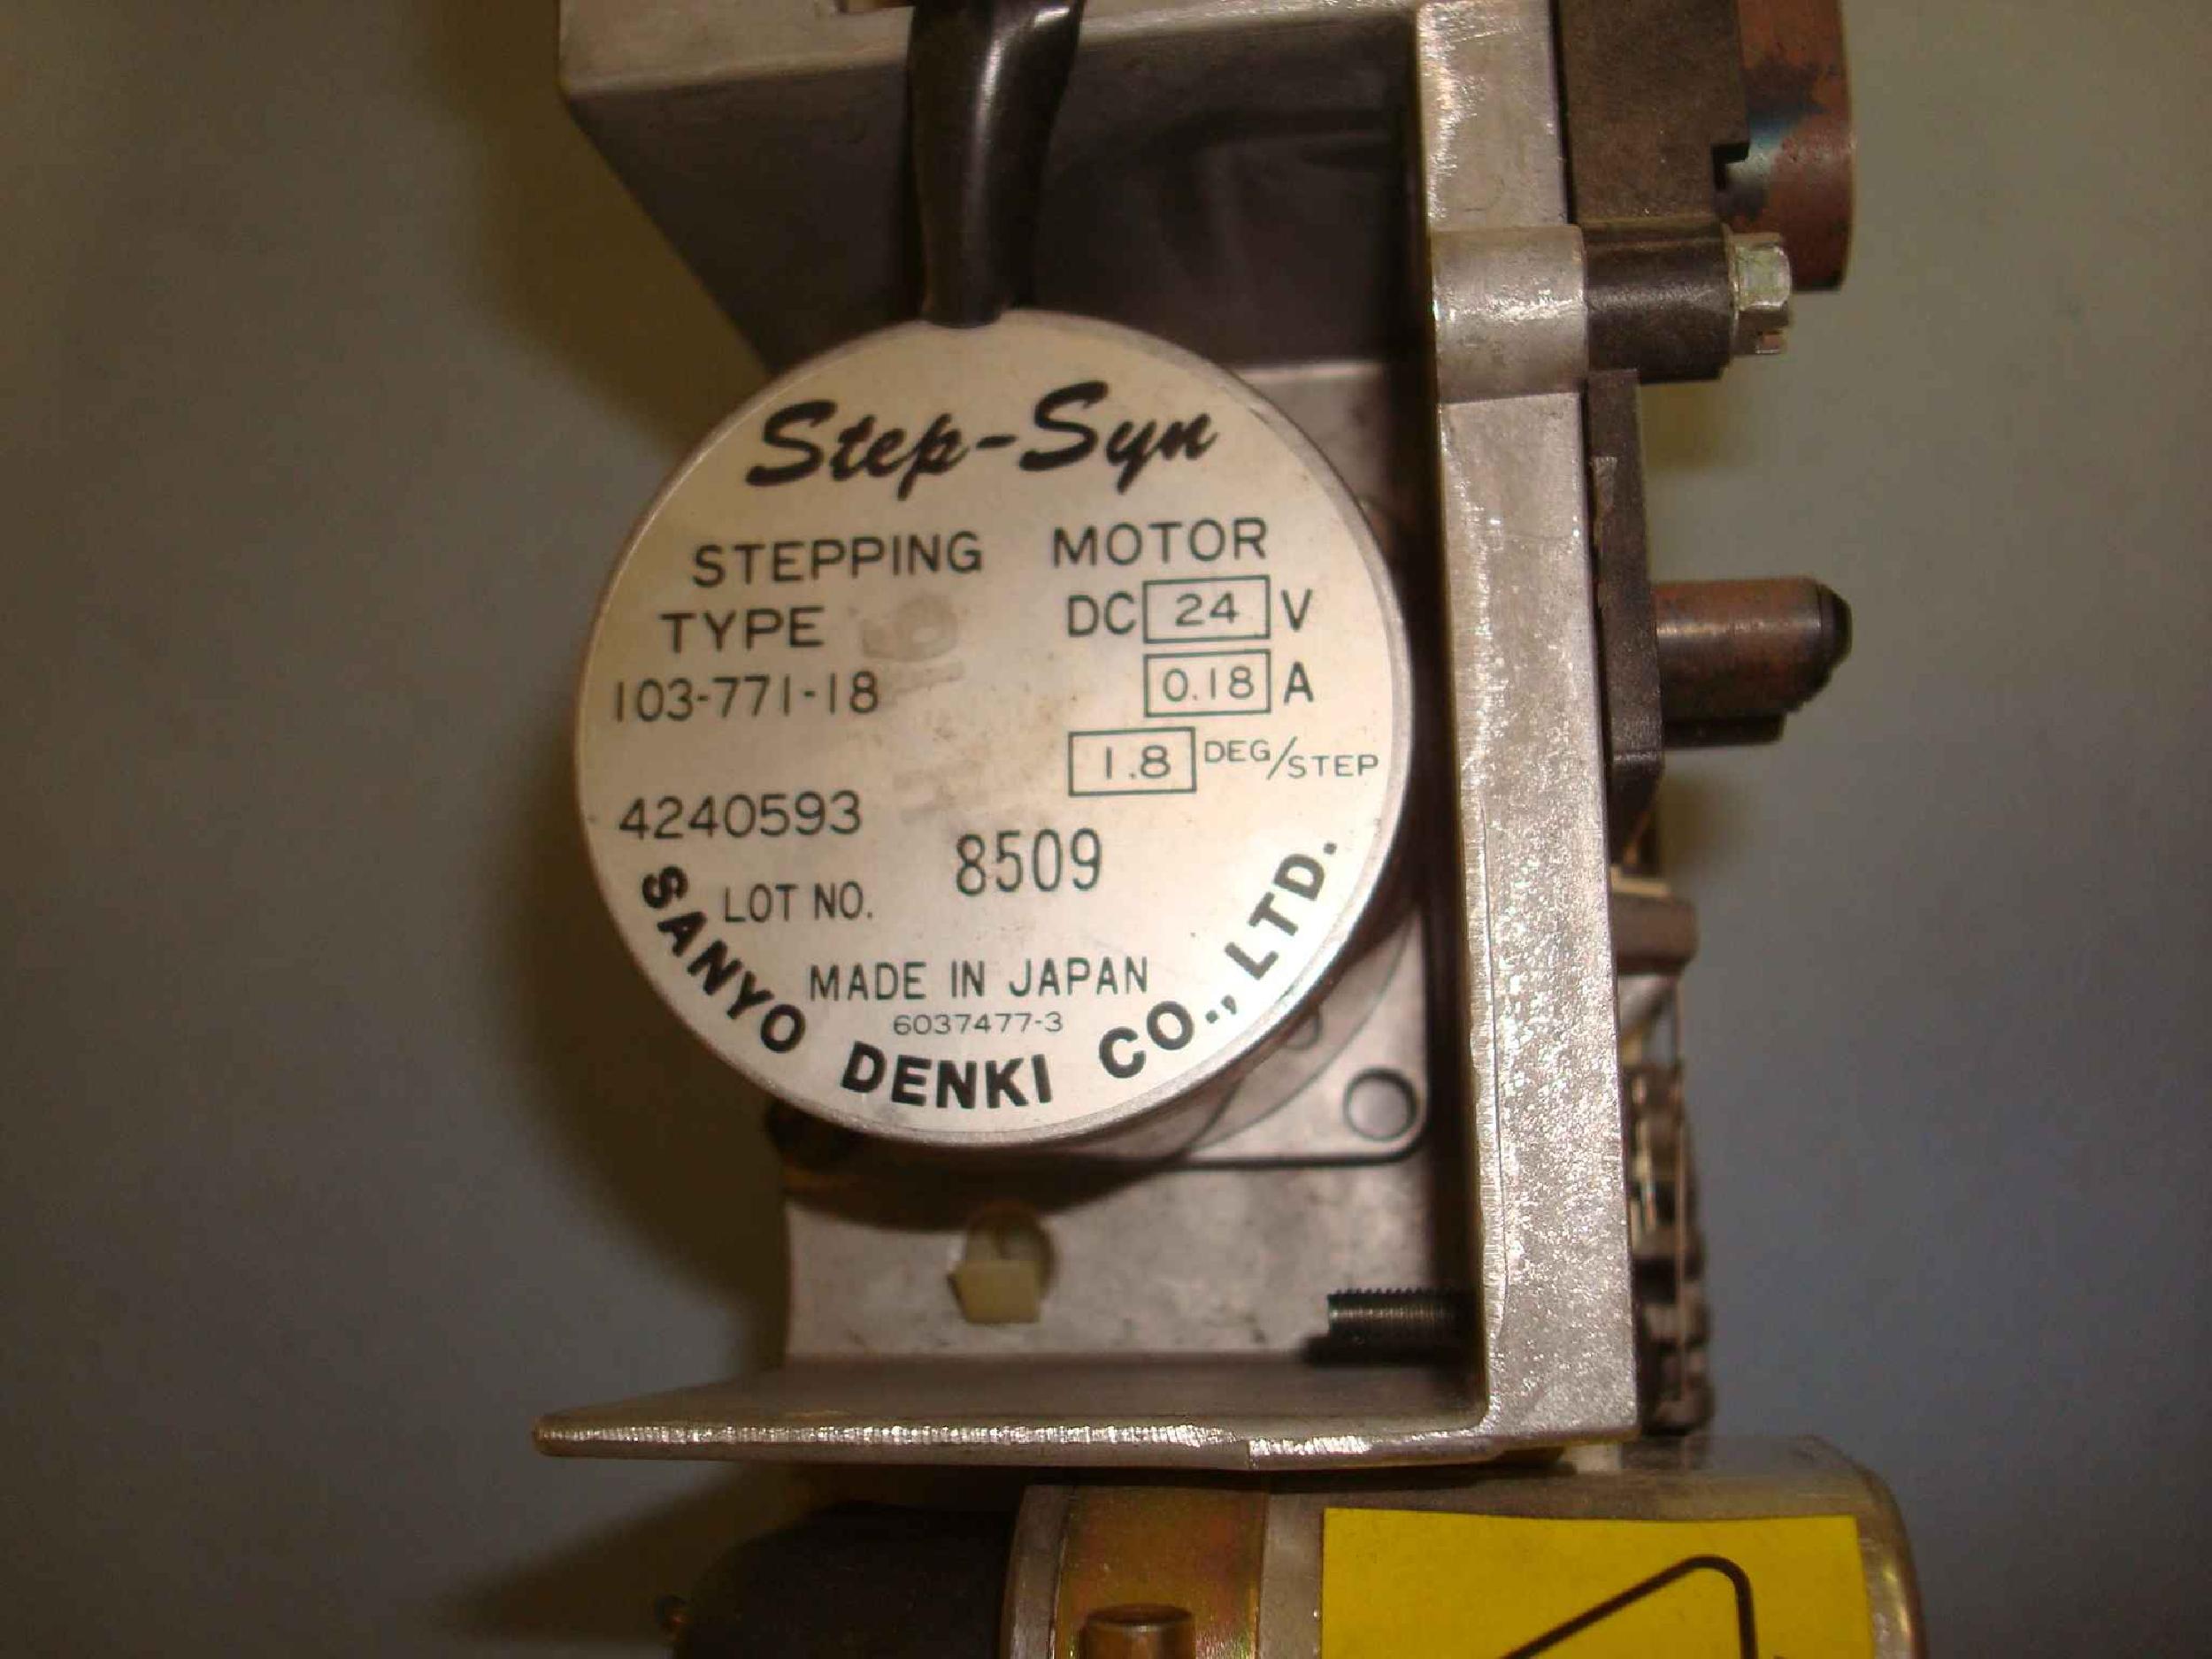 Step-Syn
STEPPING MOTOR
TYPE DC 24 V
103-771-18 0.18 A
1.8 DEG/STEP
4240593
LOT NO. 8509
MADE IN JAPAN
6037477-3
SANYO DENKI CO., LTD.